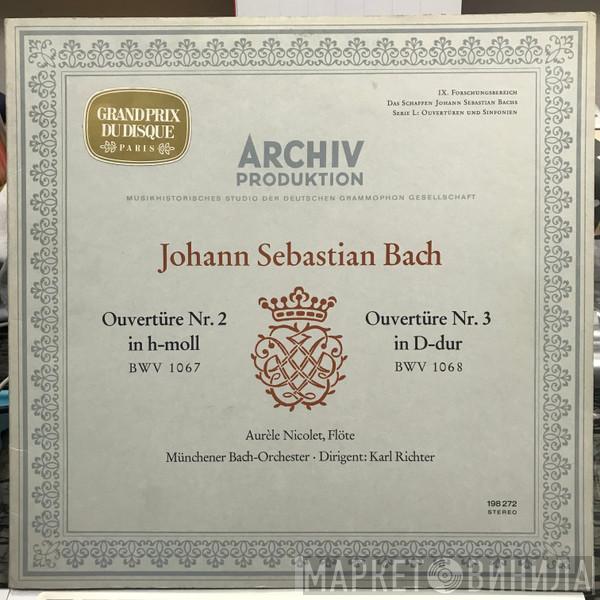 IX. Forschungsbereich
Das Schaffen Johann Sebastian Bachs
Serie L: Ouvertüren und Sinfonien
GRAND PRIX
DU DISQUE
PARIS
ARCHIV
PRODUKTION
MUSIKHISTORISCHES STUDIO DER DEUTSCHEN GRAMMOPHON GESELLSCHAFT
Johann Sebastian Bach
Ouvertüre Nr. 2
in h-moll
BWV 1067
Ouvertüre Nr. 3
in D-dur
BWV 1068
Aurèle Nicolet, Flöte
Münchener Bach-Orchester · Dirigent: Karl Richter
198 272
STEREO
МАРКЕТ ВИНИЛА